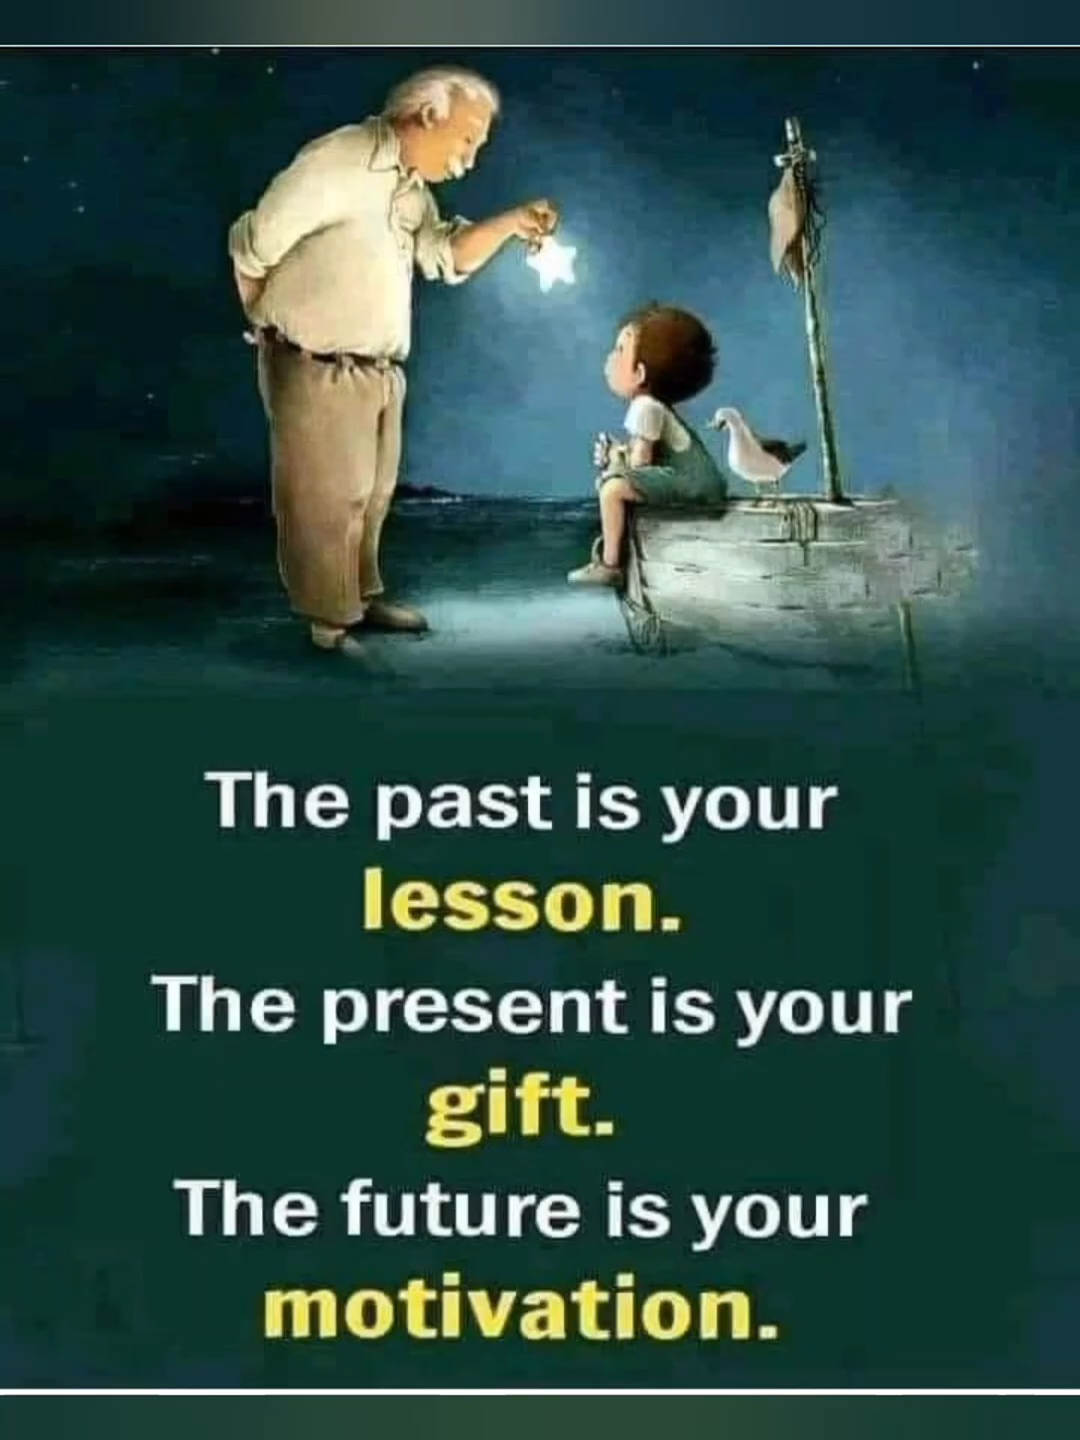 The past is your
lesson.
The present is your
gift.
The future is your
motivation.